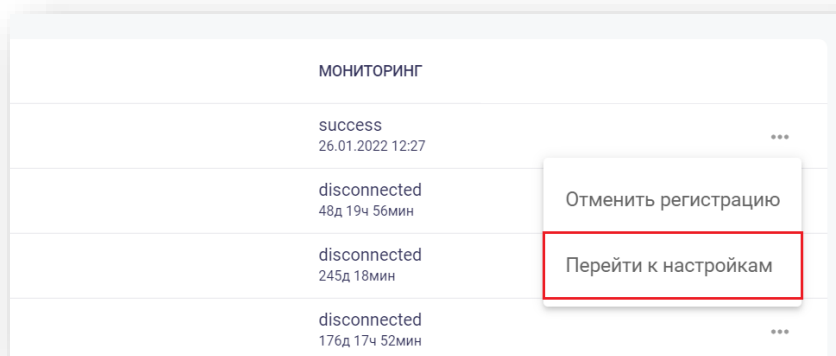 МОНИТОРИНГ
success
26.01.2022 12:27
disconnected
48д 19ч 56мин
Отменить регистрацию
disconnected
245д 18мин
Перейти к настройкам
disconnected
176д 17ч 52мин